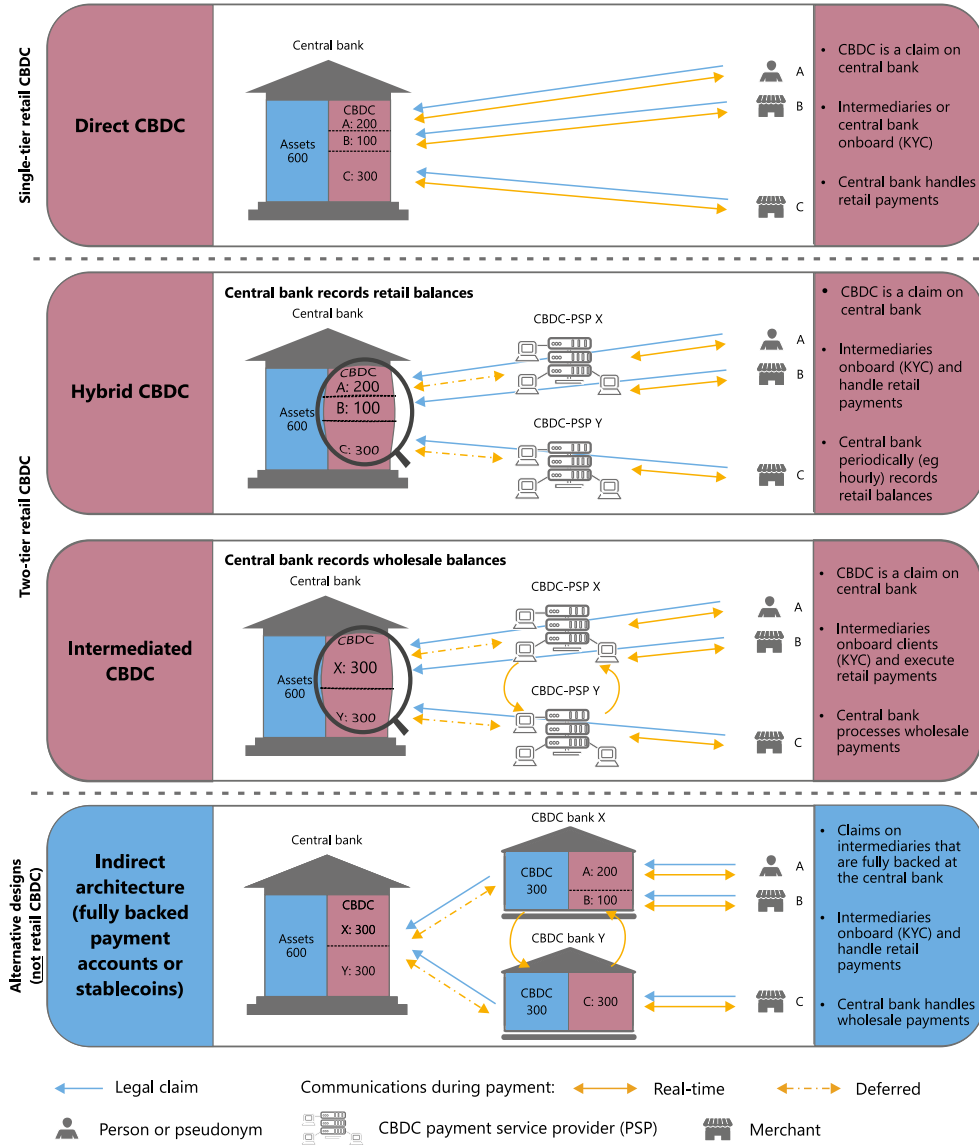 Single-tier retail CBDC
Direct CBDC
Central bank
Assets
600
CBDC
A: 200
B: 100
C: 300
A
B
C
• CBDC is a claim on
central bank
• Intermediaries or
central bank
onboard (KYC)
• Central bank handles
retail payments
Two-tier retail CBDC
Hybrid CBDC
Central bank records retail balances
Central bank
Assets
600
CBDC
A: 200
B: 100
C: 300
CBDC-PSP X
CBDC-PSP Y
A
B
C
• CBDC is a claim on
central bank
• Intermediaries
onboard (KYC) and
handle retail
payments
• Central bank
periodically (eg
hourly) records
retail balances
Intermediated
CBDC
Central bank records wholesale balances
Central bank
Assets
600
CBDC
X: 300
Y: 300
CBDC-PSP X
CBDC-PSP Y
A
B
C
• CBDC is a claim on
central bank
• Intermediaries
onboard clients
(KYC) and execute
retail payments
• Central bank
processes wholesale
payments
Alternative designs
(not retail CBDC)
Indirect
architecture
(fully backed
payment
accounts or
stablecoins)
Central bank
Assets
600
CBDC
X: 300
Y: 300
CBDC bank X
CBDC
300
A: 200
B: 100
CBDC bank Y
CBDC
300
C: 300
A
B
C
• Claims on
intermediaries that
are fully backed at
the central bank
• Intermediaries
onboard (KYC) and
handle retail
payments
• Central bank handles
wholesale payments
Legal claim
Communications during payment:
Real-time
Deferred
Person or pseudonym
CBDC payment service provider (PSP)
Merchant